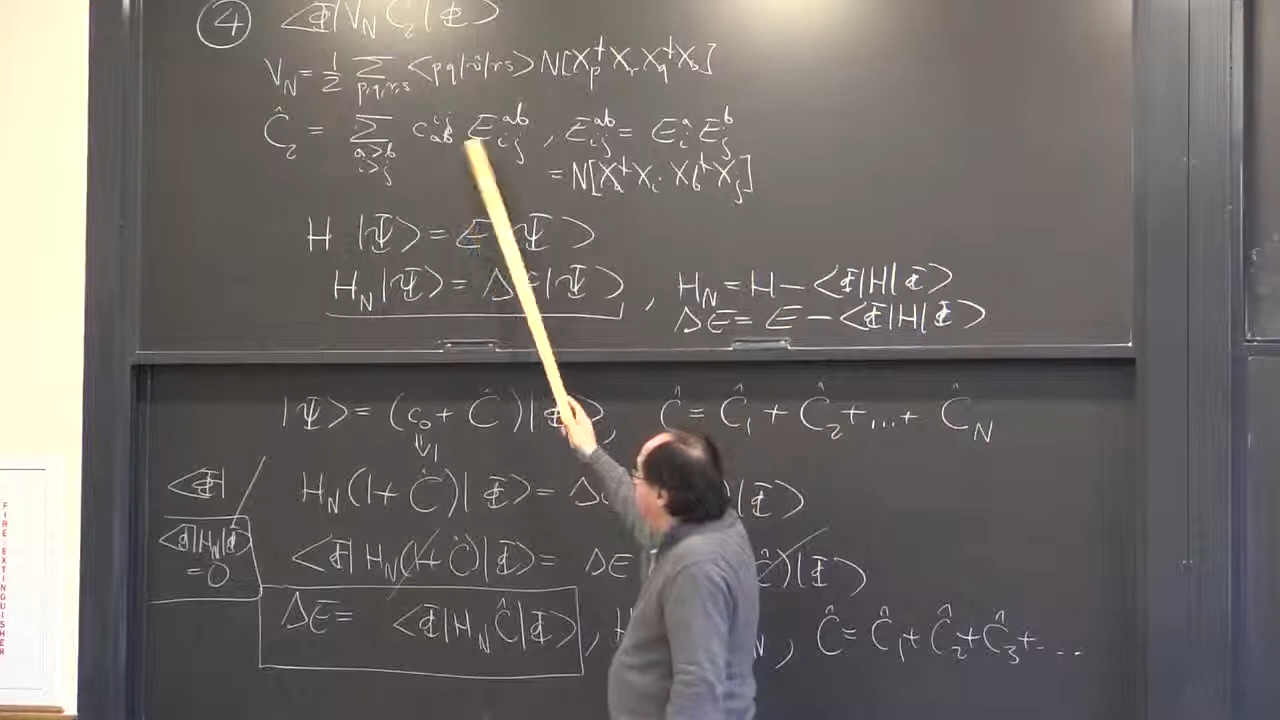 ④ <Φ|V_N Ĉ_2|Φ>
V_N = 1/2 Σ_{p,q,r,s} <pq|v̂|rs> N[X_p^† X_r X_q^† X_s]
Ĉ_2 = Σ_{a>b, i>j} c_{ab}^{ij} E_{ij}^{ab} , E_{ij}^{ab} = E_i^a E_j^b
= N[X_a^† X_i X_b^† X_j]
H |Ψ> = E |Ψ>
H_N |Ψ> = Δ E |Ψ> , H_N = H − <Φ|H|Φ>
ΔE = E − <Φ|H|Φ>
|Ψ> = (c_0 + Ĉ)|Φ>, Ĉ = Ĉ_1 + Ĉ_2 + ... + Ĉ_N
1
<Φ| / H_N(1 + Ĉ)|Φ> = Δ |Φ>
<Φ|H_N|Φ> = 0
<Φ|H_N(1 + Ĉ)|Φ> = ΔE Ĉ)|Φ>
ΔE = <Φ|H_N Ĉ|Φ> , H N , Ĉ = Ĉ_1 + Ĉ_2 + Ĉ_3 + ...
FIRE EXTINGUISHER